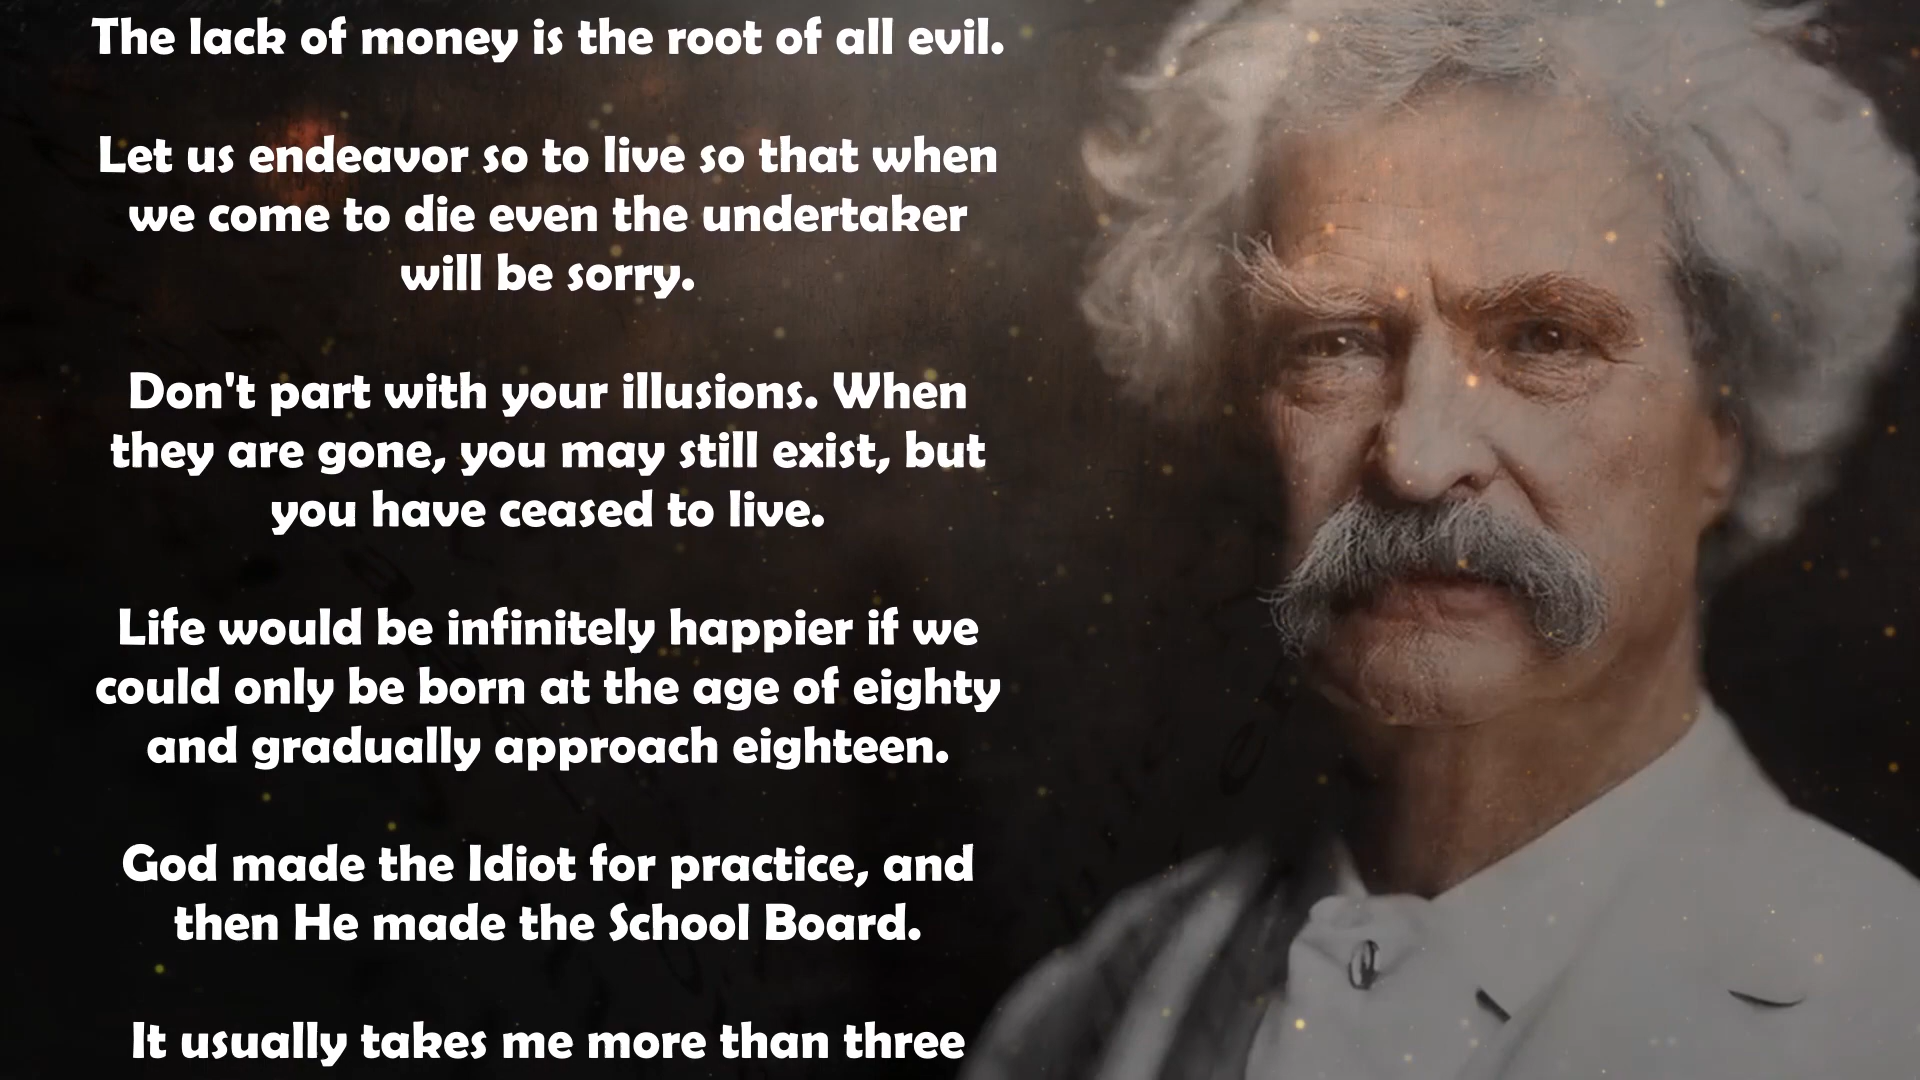 The lack of money is the root of all evil.
Let us endeavor so to live so that when
we come to die even the undertaker
will be sorry.
Don't part with your illusions. When
they are gone, you may still exist, but
you have ceased to live.
Life would be infinitely happier if we
could only be born at the age of eighty
and gradually approach eighteen.
God made the Idiot for practice, and
then He made the School Board.
It usually takes me more than three